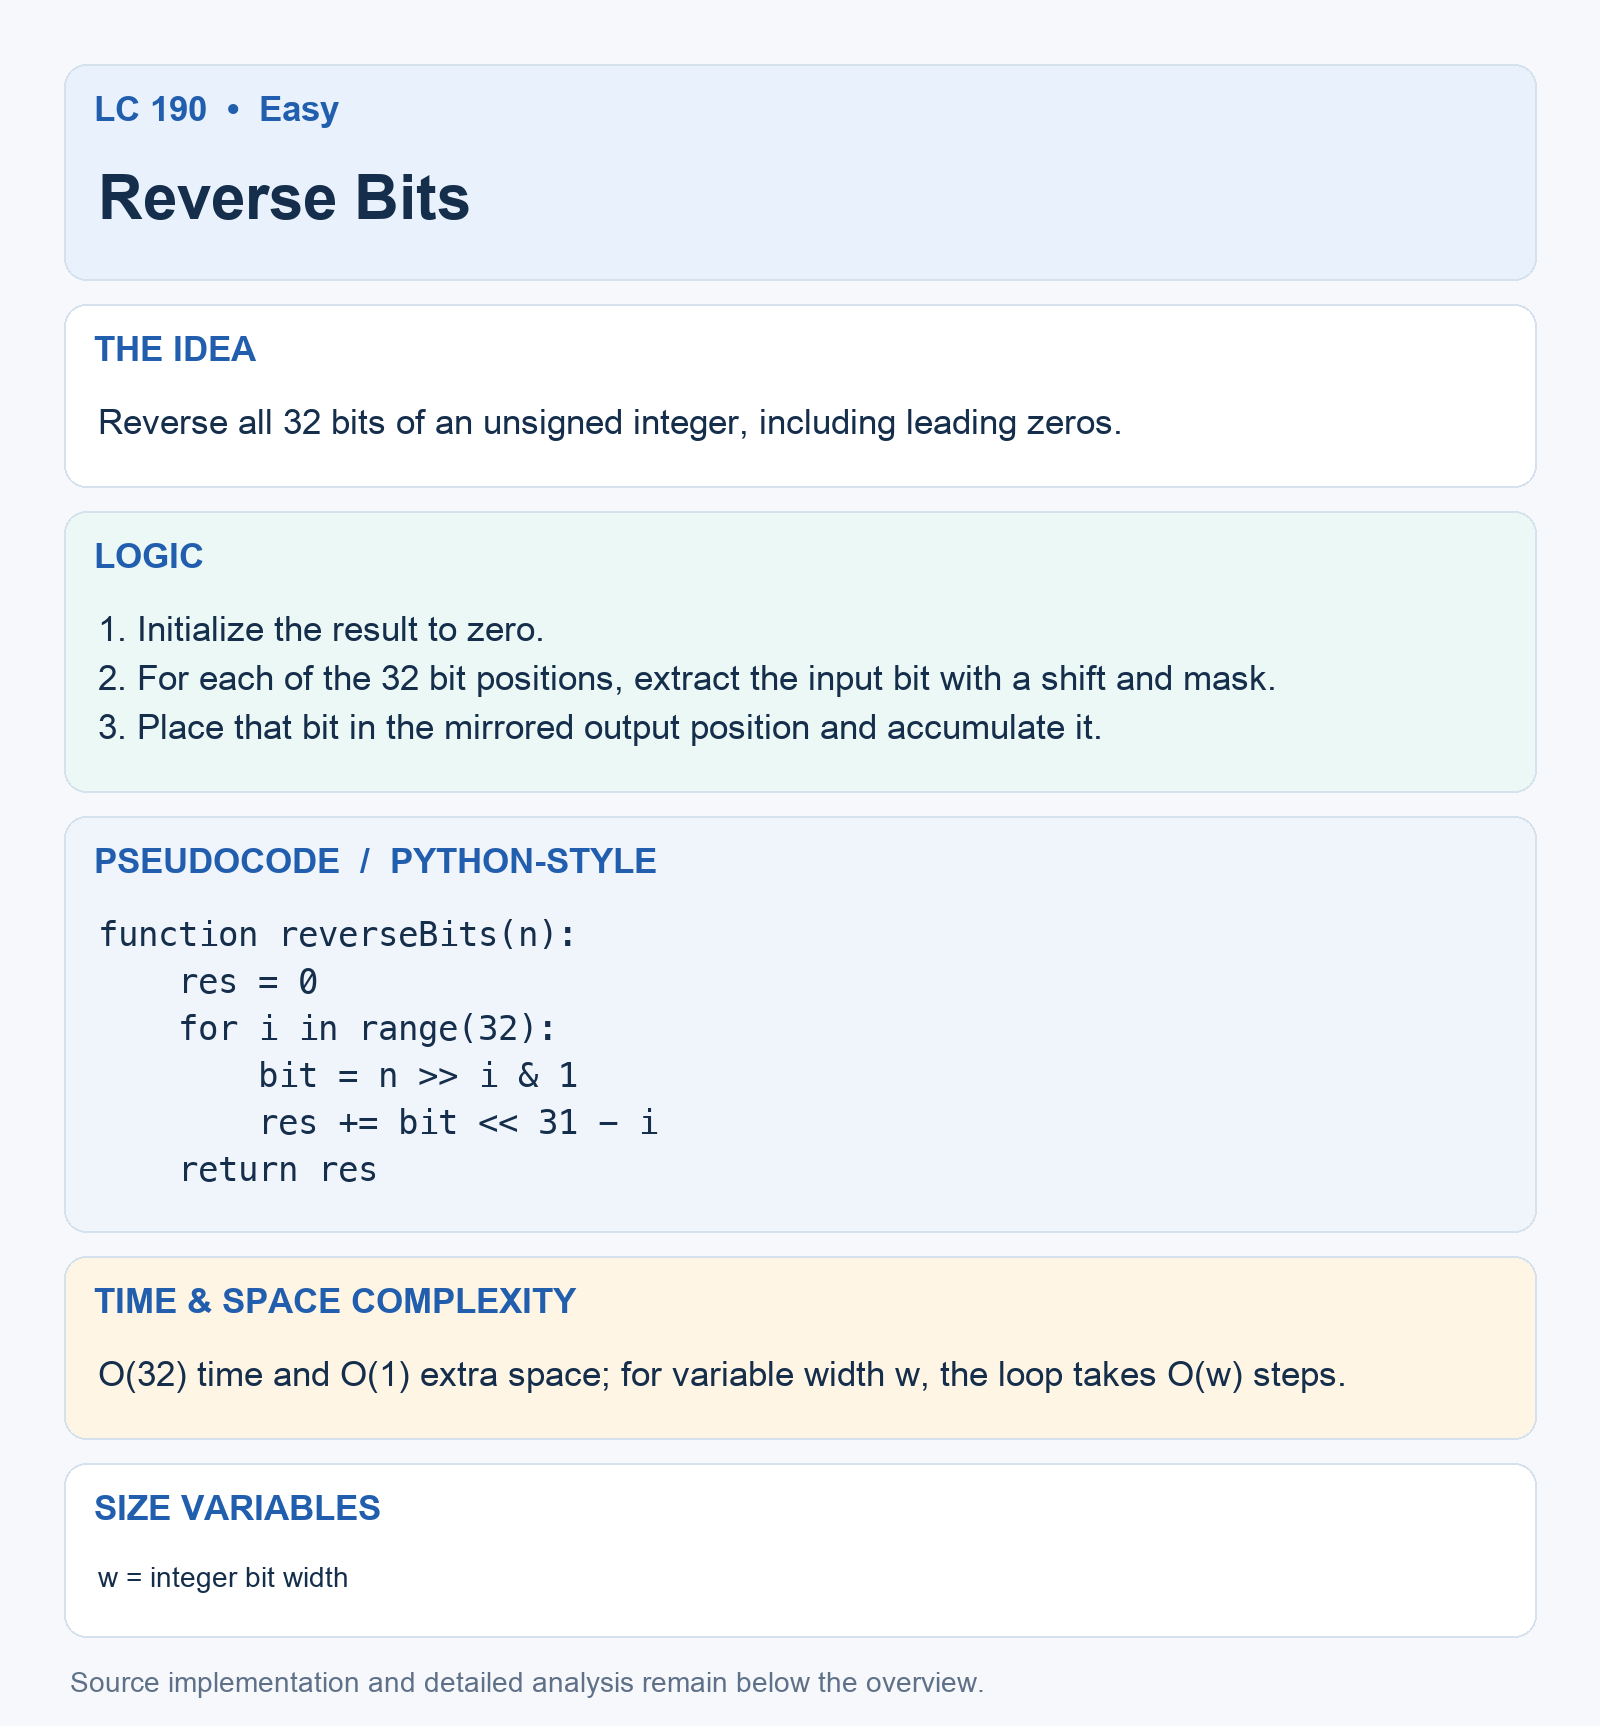 LC 190 • Easy
Reverse Bits
THE IDEA
Reverse all 32 bits of an unsigned integer, including leading zeros.
LOGIC
1. Initialize the result to zero.
2. For each of the 32 bit positions, extract the input bit with a shift and mask.
3. Place that bit in the mirrored output position and accumulate it.
PSEUDOCODE / PYTHON-STYLE
function reverseBits(n):
    res = 0
    for i in range(32):
        bit = n >> i & 1
        res += bit << 31 − i
    return res
TIME & SPACE COMPLEXITY
O(32) time and O(1) extra space; for variable width w, the loop takes O(w) steps.
SIZE VARIABLES
w = integer bit width
Source implementation and detailed analysis remain below the overview.